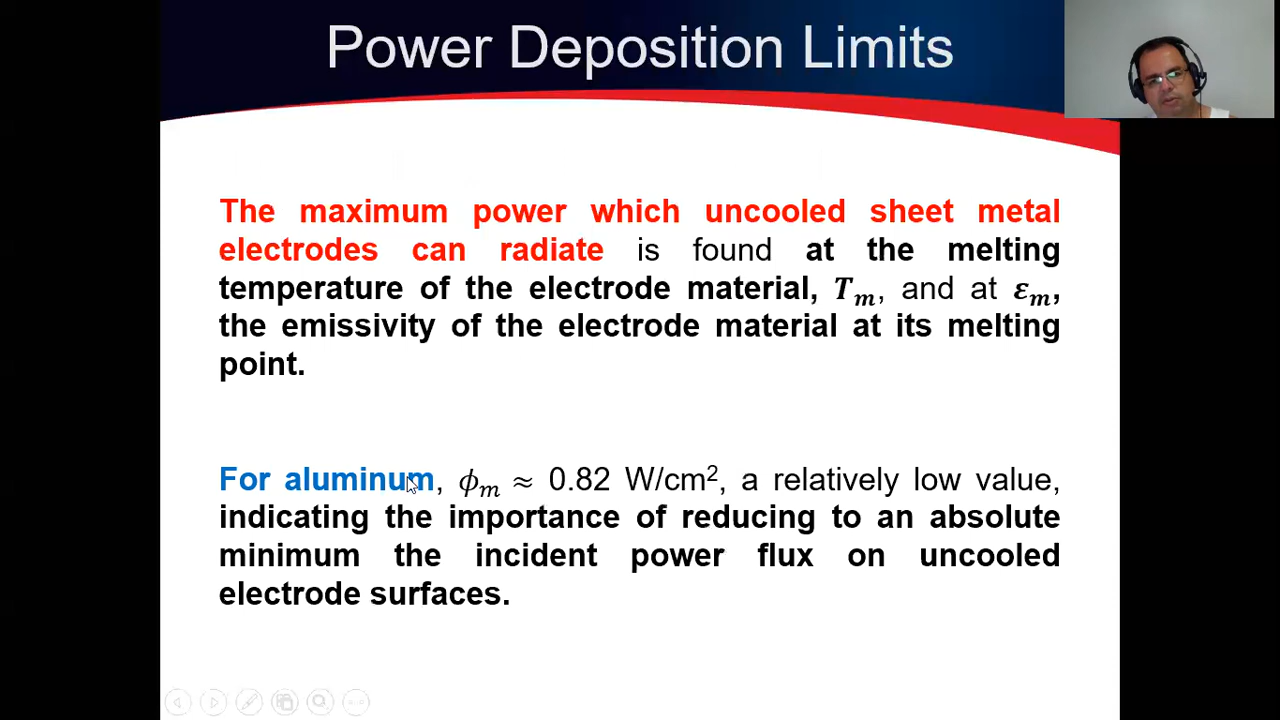 Power Deposition Limits
The maximum power which uncooled sheet metal
electrodes can radiate is found at the melting
temperature of the electrode material, 𝑻𝒎, and at 𝜺𝒎,
the emissivity of the electrode material at its melting
point.
For aluminum, 𝜙𝑚 ≈ 0.82 W/cm², a relatively low value,
indicating the importance of reducing to an absolute
minimum the incident power flux on uncooled
electrode surfaces.